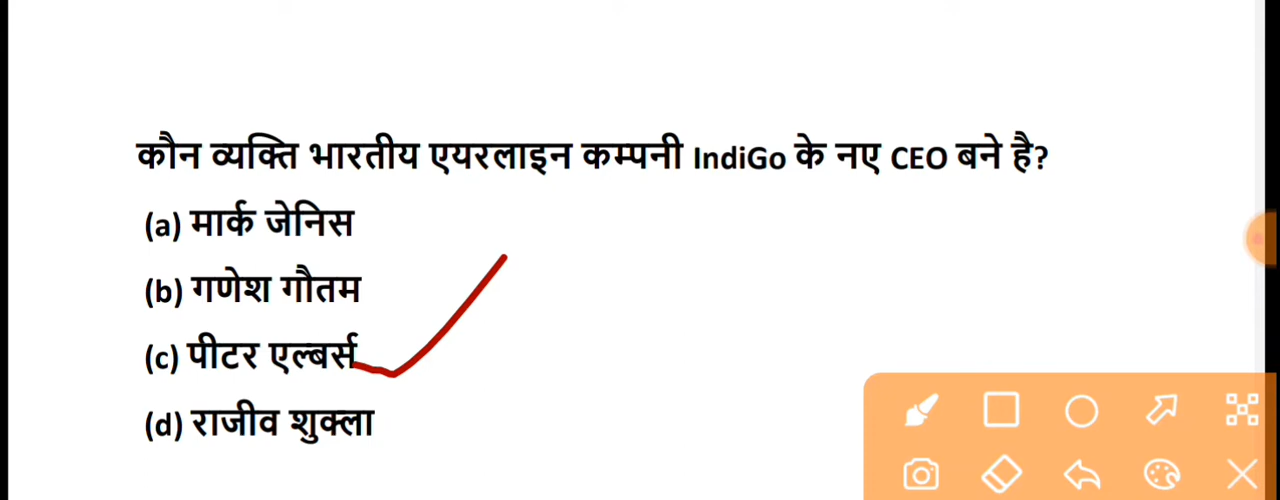 कौन व्यक्ति भारतीय एयरलाइन कम्पनी IndiGo के नए CEO बने है?
(a) मार्क जेनिस
(b) गणेश गौतम
(c) पीटर एल्बर्स
(d) राजीव शुक्ला